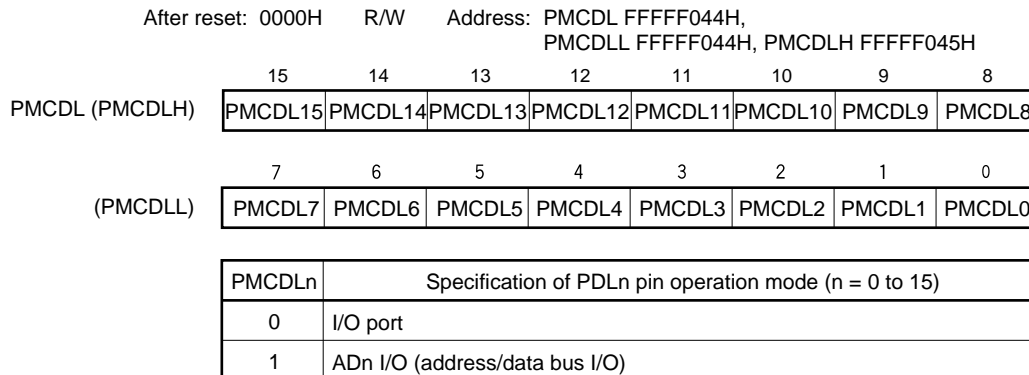 After reset: 0000H R/W Address: PMCDL FFFFF044H,
PMCDLL FFFFF044H, PMCDLH FFFFF045H
15 14 13 12 11 10 9 8
PMCDL (PMCDLH) PMCDL15 PMCDL14 PMCDL13 PMCDL12 PMCDL11 PMCDL10 PMCDL9 PMCDL8
7 6 5 4 3 2 1 0
(PMCDLL) PMCDL7 PMCDL6 PMCDL5 PMCDL4 PMCDL3 PMCDL2 PMCDL1 PMCDL0
PMCDLn Specification of PDLn pin operation mode (n = 0 to 15)
0 I/O port
1 ADn I/O (address/data bus I/O)